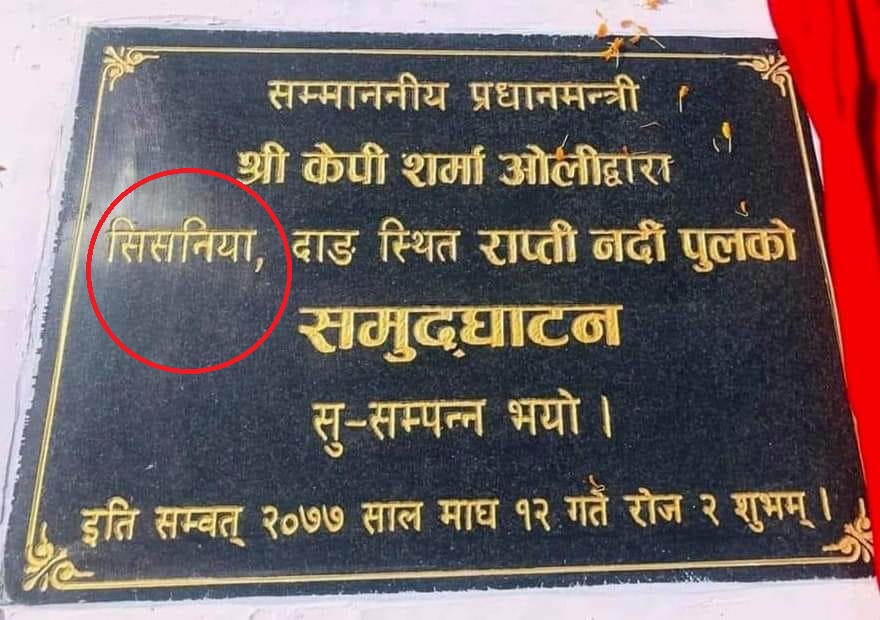 सम्माननीय प्रधानमन्त्री
श्री केपी शर्मा ओलीद्वारा
सिसनिया, दाङ स्थित राप्ती नदी पुलको
समुद्घाटन
सु-सम्पन्न भयो ।
इति सम्वत् २०७७ साल माघ १२ गते रोज २ शुभम् ।